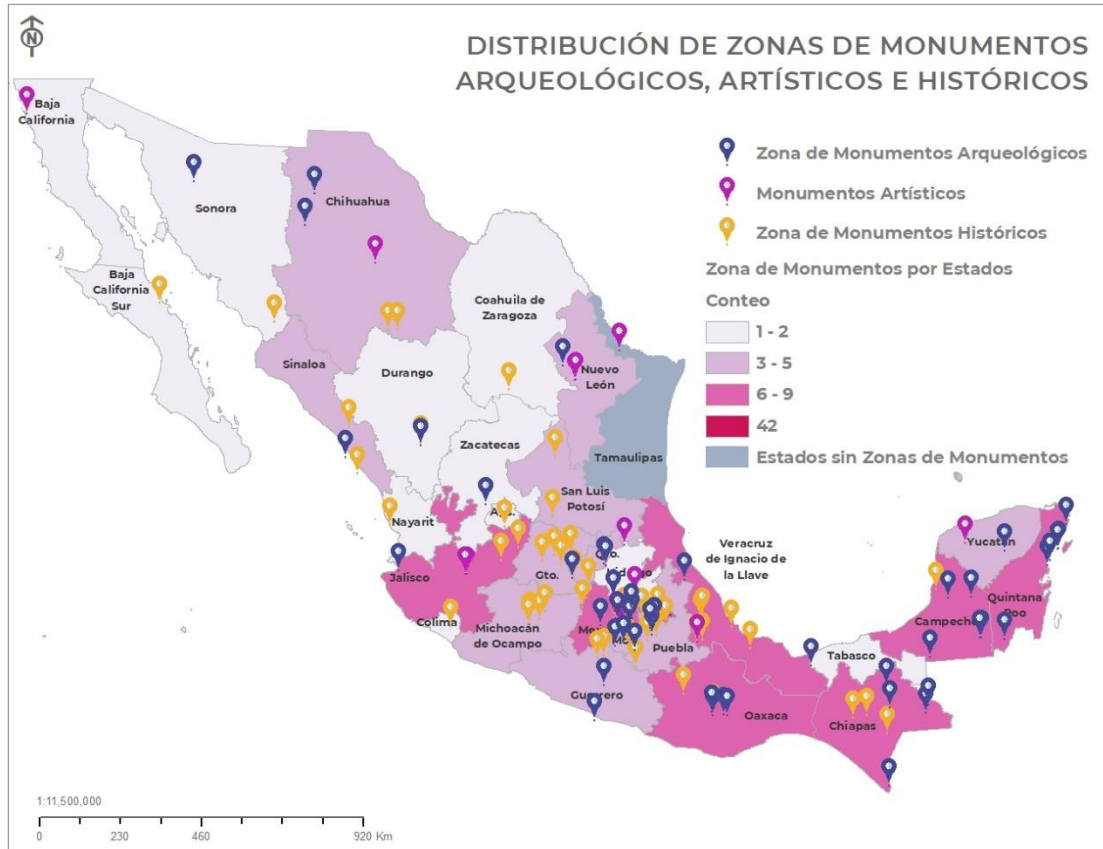 N
DISTRIBUCIÓN DE ZONAS DE MONUMENTOS
ARQUEOLÓGICOS, ARTÍSTICOS E HISTÓRICOS
Zona de Monumentos Arqueológicos
Monumentos Artísticos
Zona de Monumentos Históricos
Zona de Monumentos por Estados
Conteo
1 - 2
3 - 5
6 - 9
42
Estados sin Zonas de Monumentos
Baja
California
Sonora
Chihuahua
Baja
California
Sur
Coahuila de
Zaragoza
Sinaloa
Durango
Nuevo
León
Zacatecas
Tamaulipas
San Luis
Potosí
Nayarit
Veracruz
de Ignacio de
la Llave
Yucatán
Jalisco
Gto.
Quintana
Roo
Colima
Michoacán
de Ocampo
Puebla
Tabasco
Guerrero
Oaxaca
Chiapas
1:11,500,000
0 230 460 920 Km